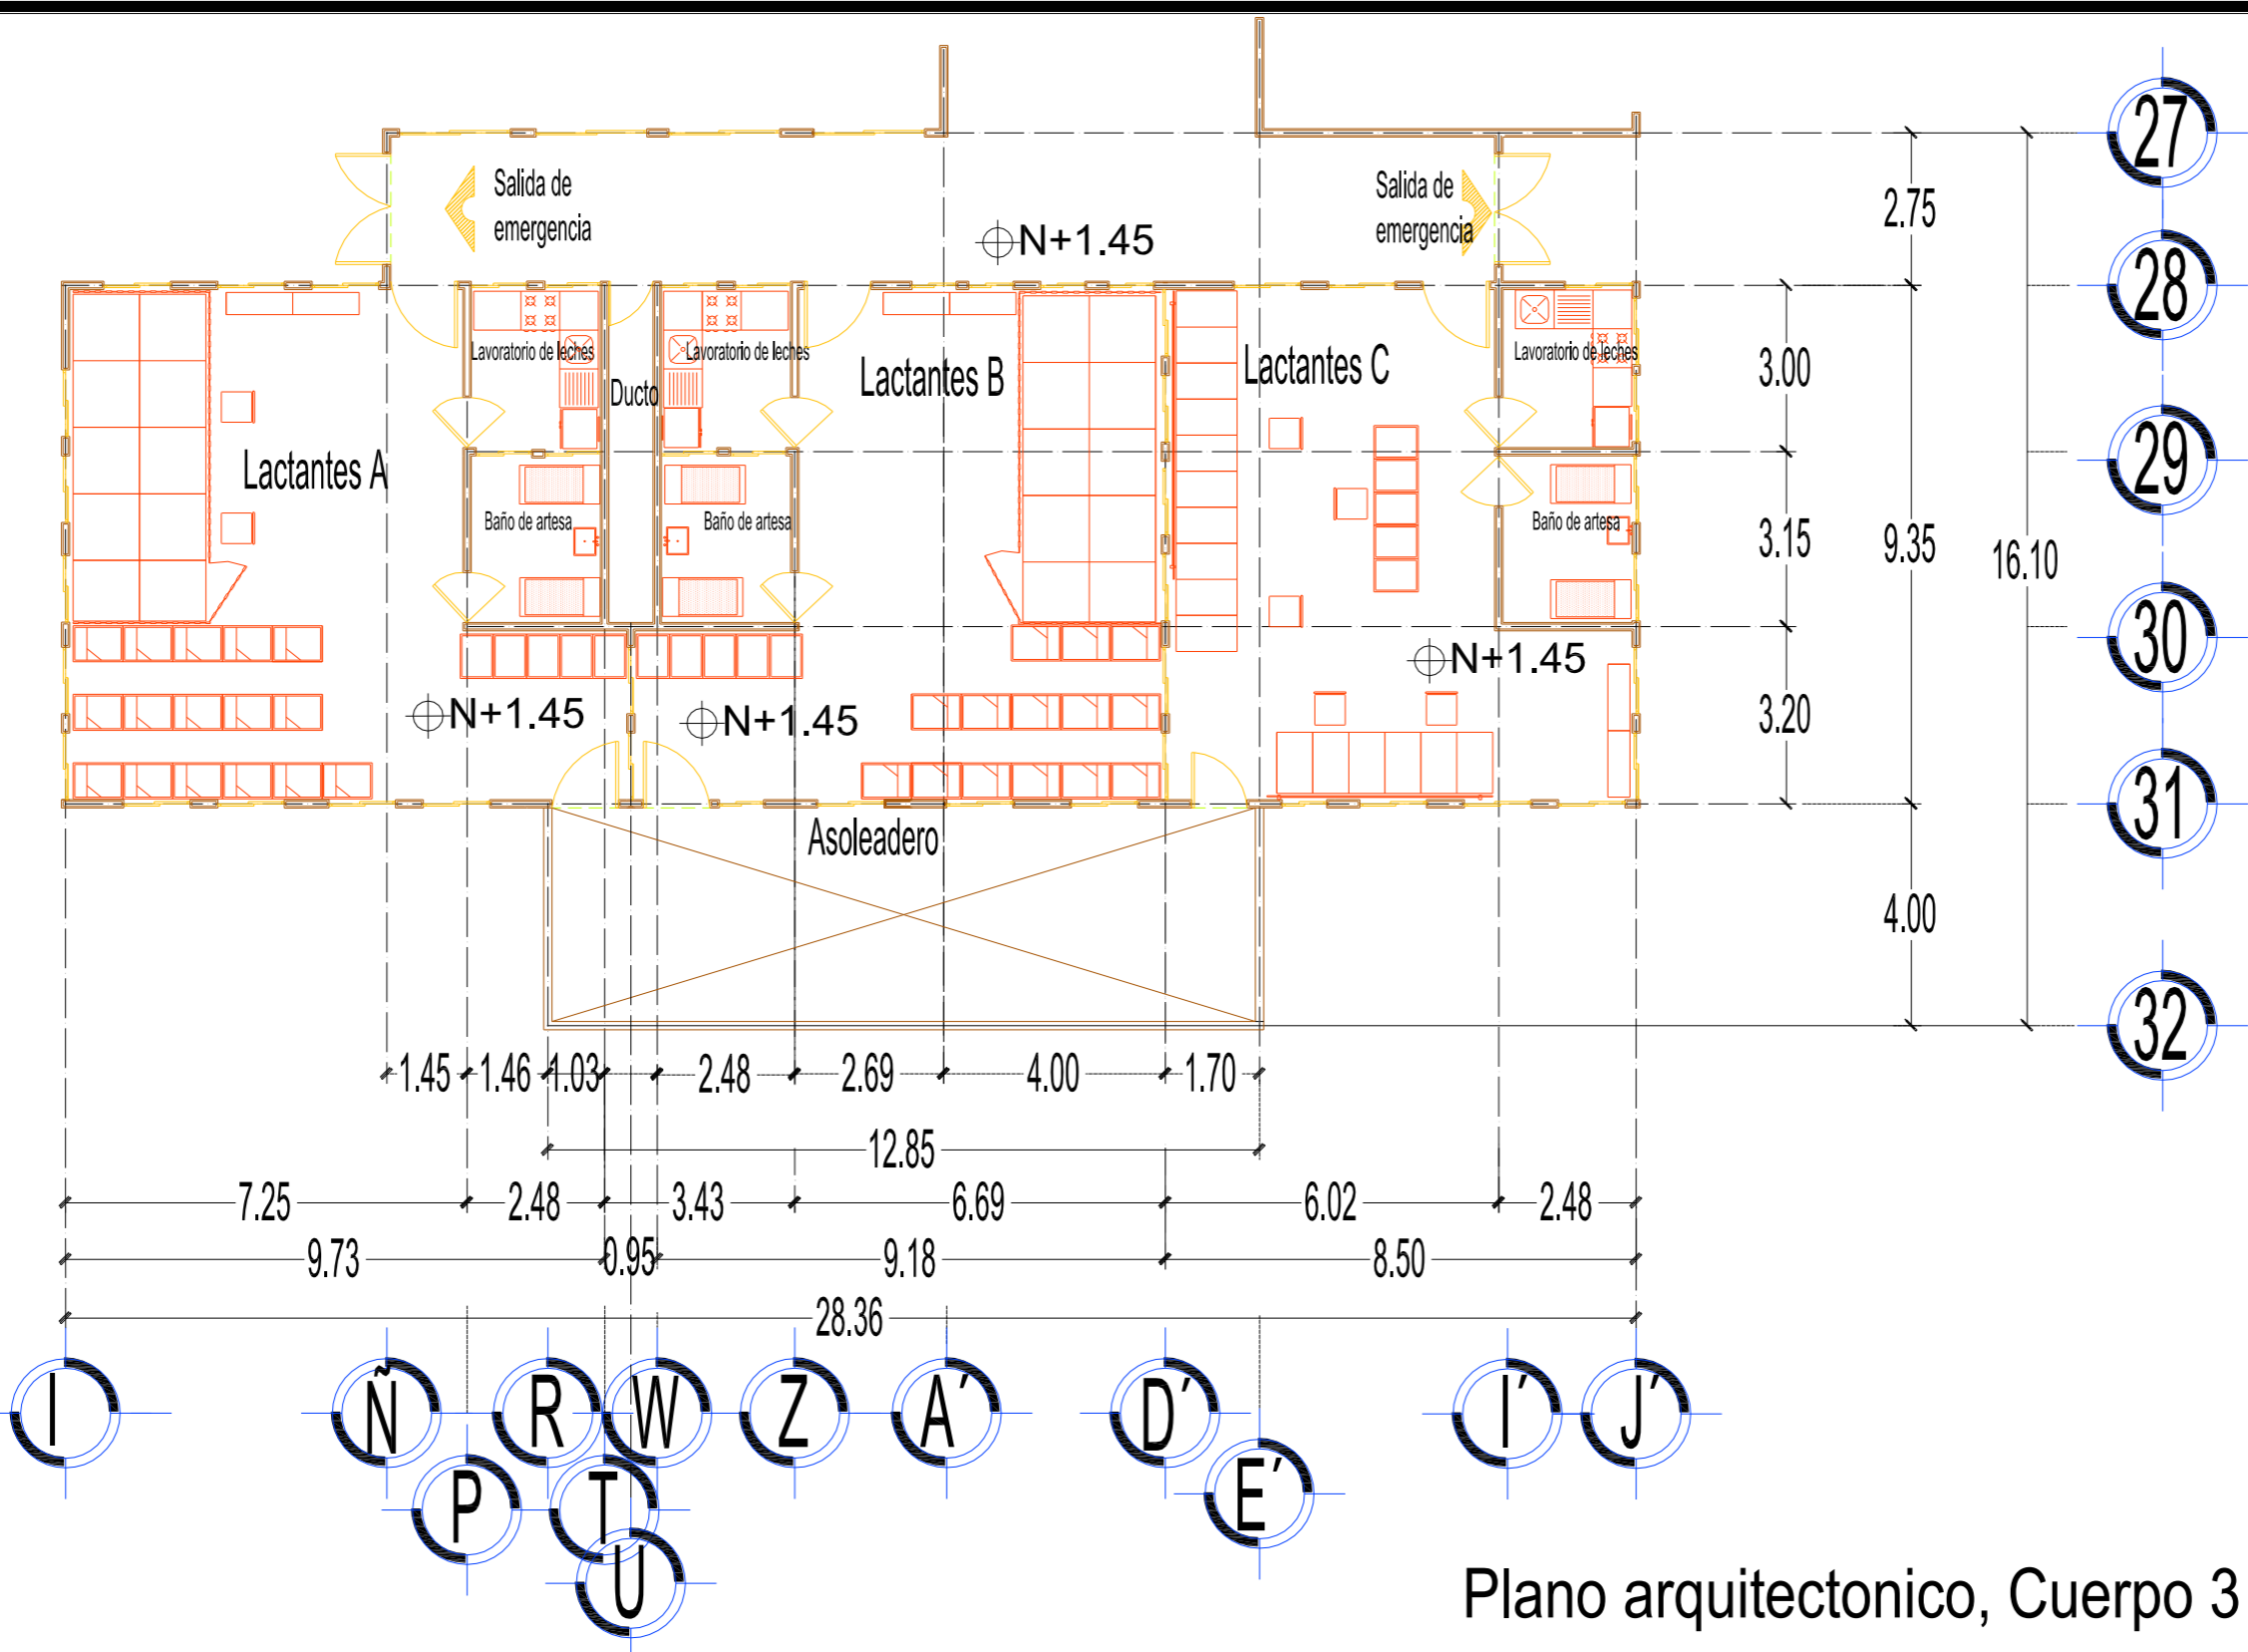 27
2.75
Salida de
emergencia
Salida de
emergencia
N+1.45
28
Lavoratorio de leches
Lavoratorio de leches
Lavoratorio de leches
Ducto
Lactantes B
Lactantes C
3.00
Lactantes A
29
Baño de artesa
Baño de artesa
Baño de artesa
3.15
9.35
16.10
30
N+1.45
N+1.45
N+1.45
3.20
31
Asoleadero
4.00
32
1.45
1.46
1.03
2.48
2.69
4.00
1.70
12.85
7.25
2.48
3.43
6.69
6.02
2.48
9.73
0.95
9.18
8.50
28.36
I
Ñ
R
W
Z
A'
D'
I'
J'
P
T
E'
U
Plano arquitectonico, Cuerpo 3